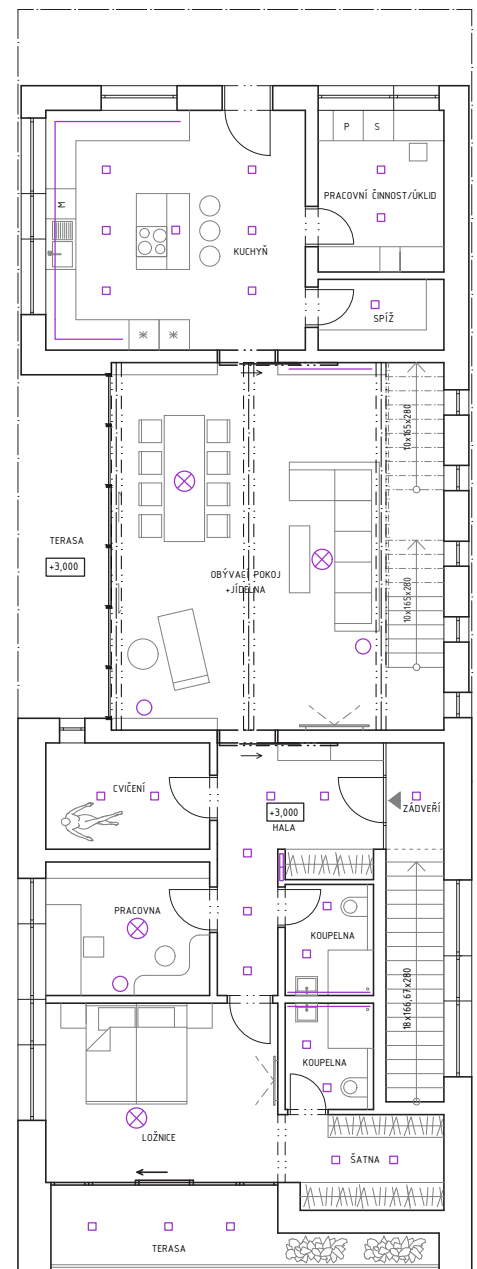 P S
PRACOVNÍ ČINNOST/ÚKLID
M
KUCHYŇ
SPÍŽ
10x165x280
TERASA
+3,000
OBÝVACÍ POKOJ
+JÍDELNA
10x165x280
CVIČENÍ
+3,000
HALA
ZÁDVEŘÍ
PRACOVNA
KOUPELNA
18x166,67x280
KOUPELNA
LOŽNICE
ŠATNA
TERASA